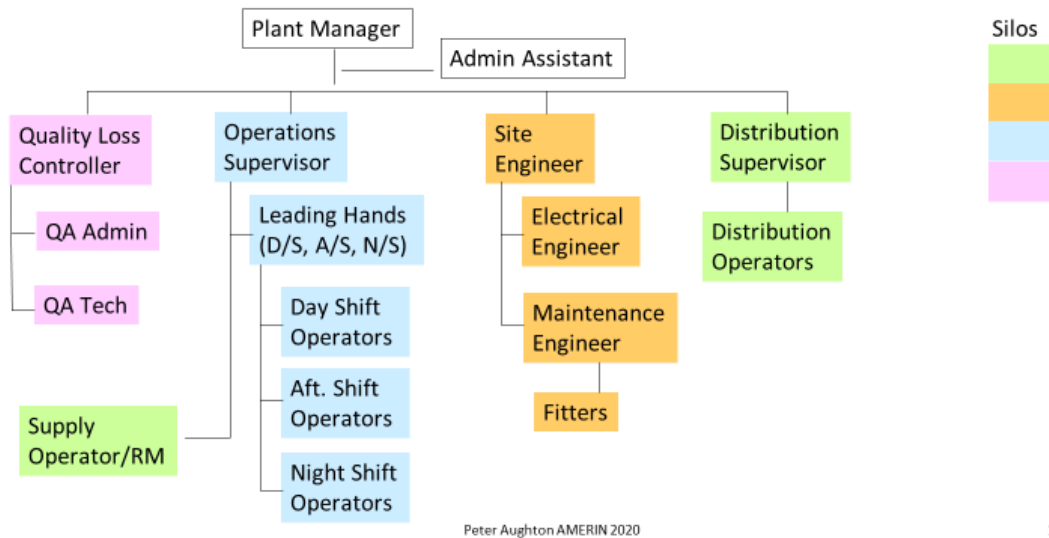 Plant Manager
Silos
Admin Assistant
Quality Loss
Controller
Operations
Supervisor
Site
Engineer
Distribution
Supervisor
QA Admin
QA Tech
Leading Hands
(D/S, A/S, N/S)
Electrical
Engineer
Distribution
Operators
Day Shift
Operators
Maintenance
Engineer
Aft. Shift
Operators
Fitters
Supply
Operator/RM
Night Shift
Operators
Peter Aughton AMERIN 2020